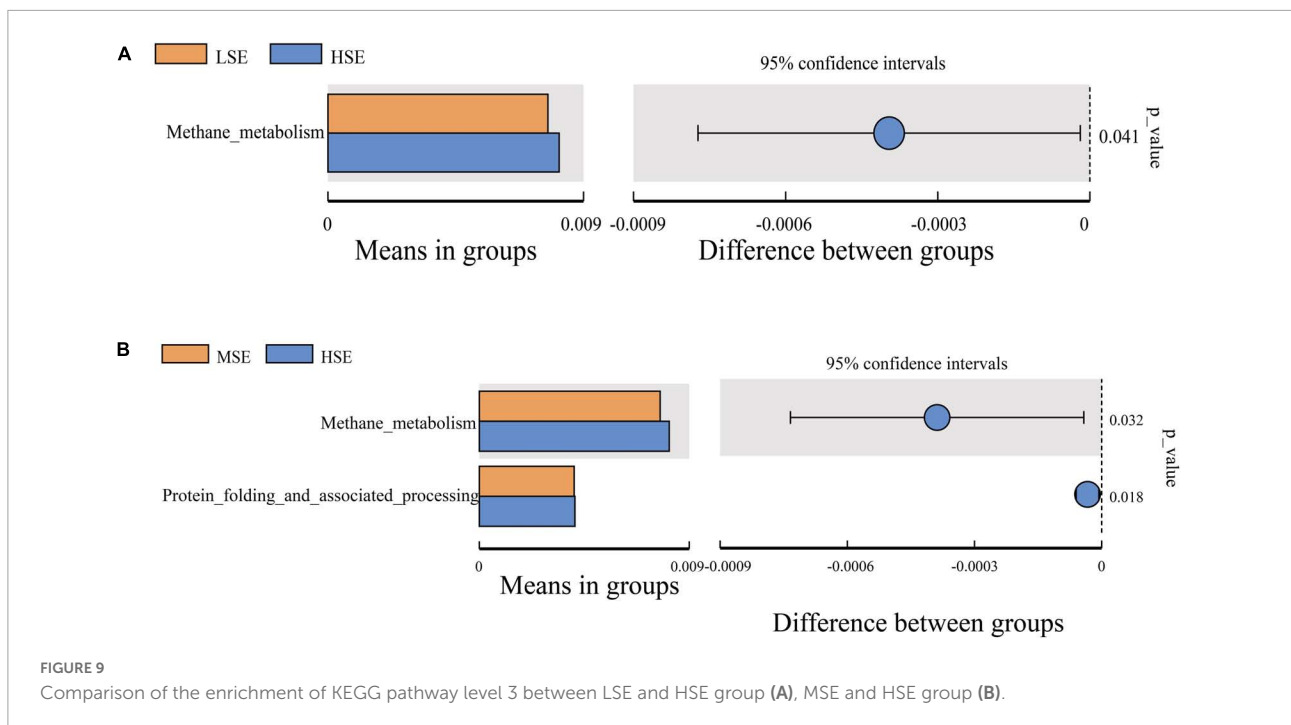 A
LSE HSE
95% confidence intervals
Methane_metabolism
0.041
p_value
0 0.009 -0.0009 -0.0006 -0.0003 0
Means in groups Difference between groups
B
MSE HSE
95% confidence intervals
Methane_metabolism
0.032
Protein_folding_and_associated_processing
0.018
p_value
0 0.009 -0.0009 -0.0006 -0.0003 0
Means in groups
Difference between groups
FIGURE 9
Comparison of the enrichment of KEGG pathway level 3 between LSE and HSE group (A), MSE and HSE group (B).